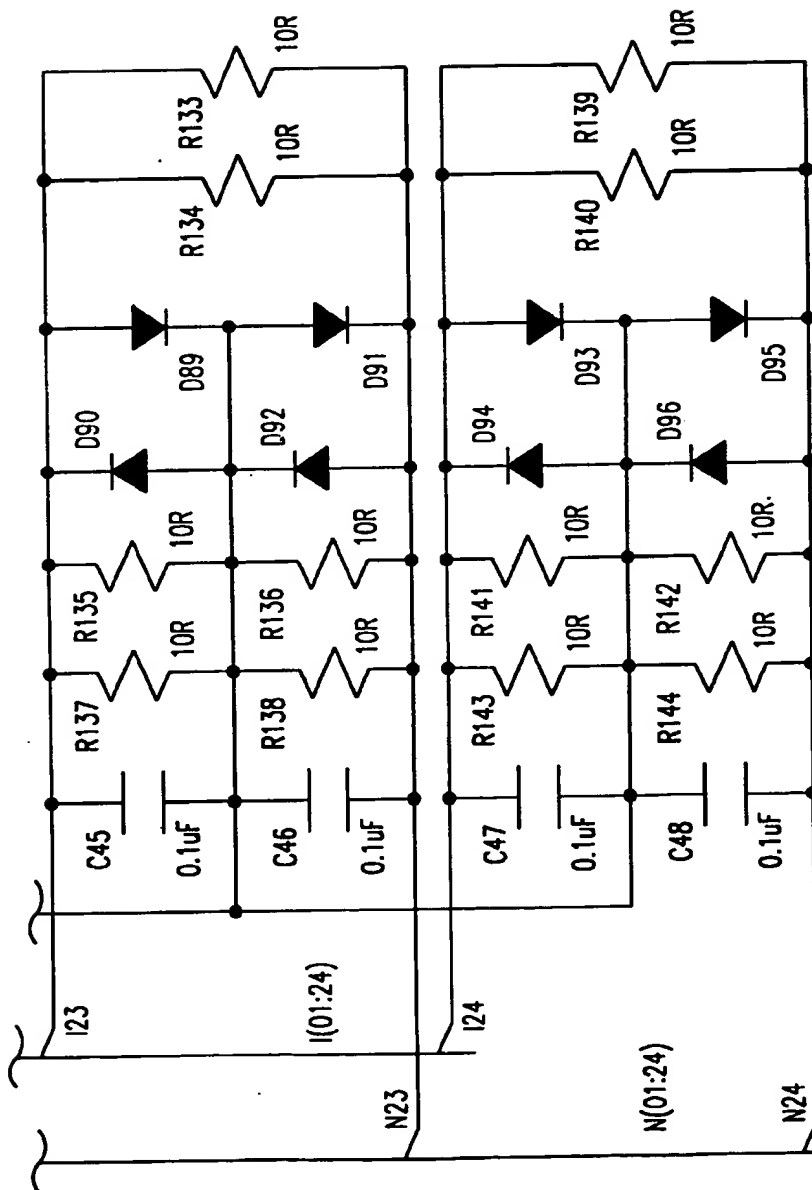 10R
R133
10R
R134
D89
D91
D90
D92
10R
R135
10R
R136
10R
R137
10R
R138
C45
0.1uF
C46
0.1uF
I23
I(01:24)
N23
10R
R139
10R
R140
D93
D95
D94
D96
10R
R141
10R.
R142
10R
R143
10R
R144
C47
0.1uF
C48
0.1uF
I24
N(01:24)
N24